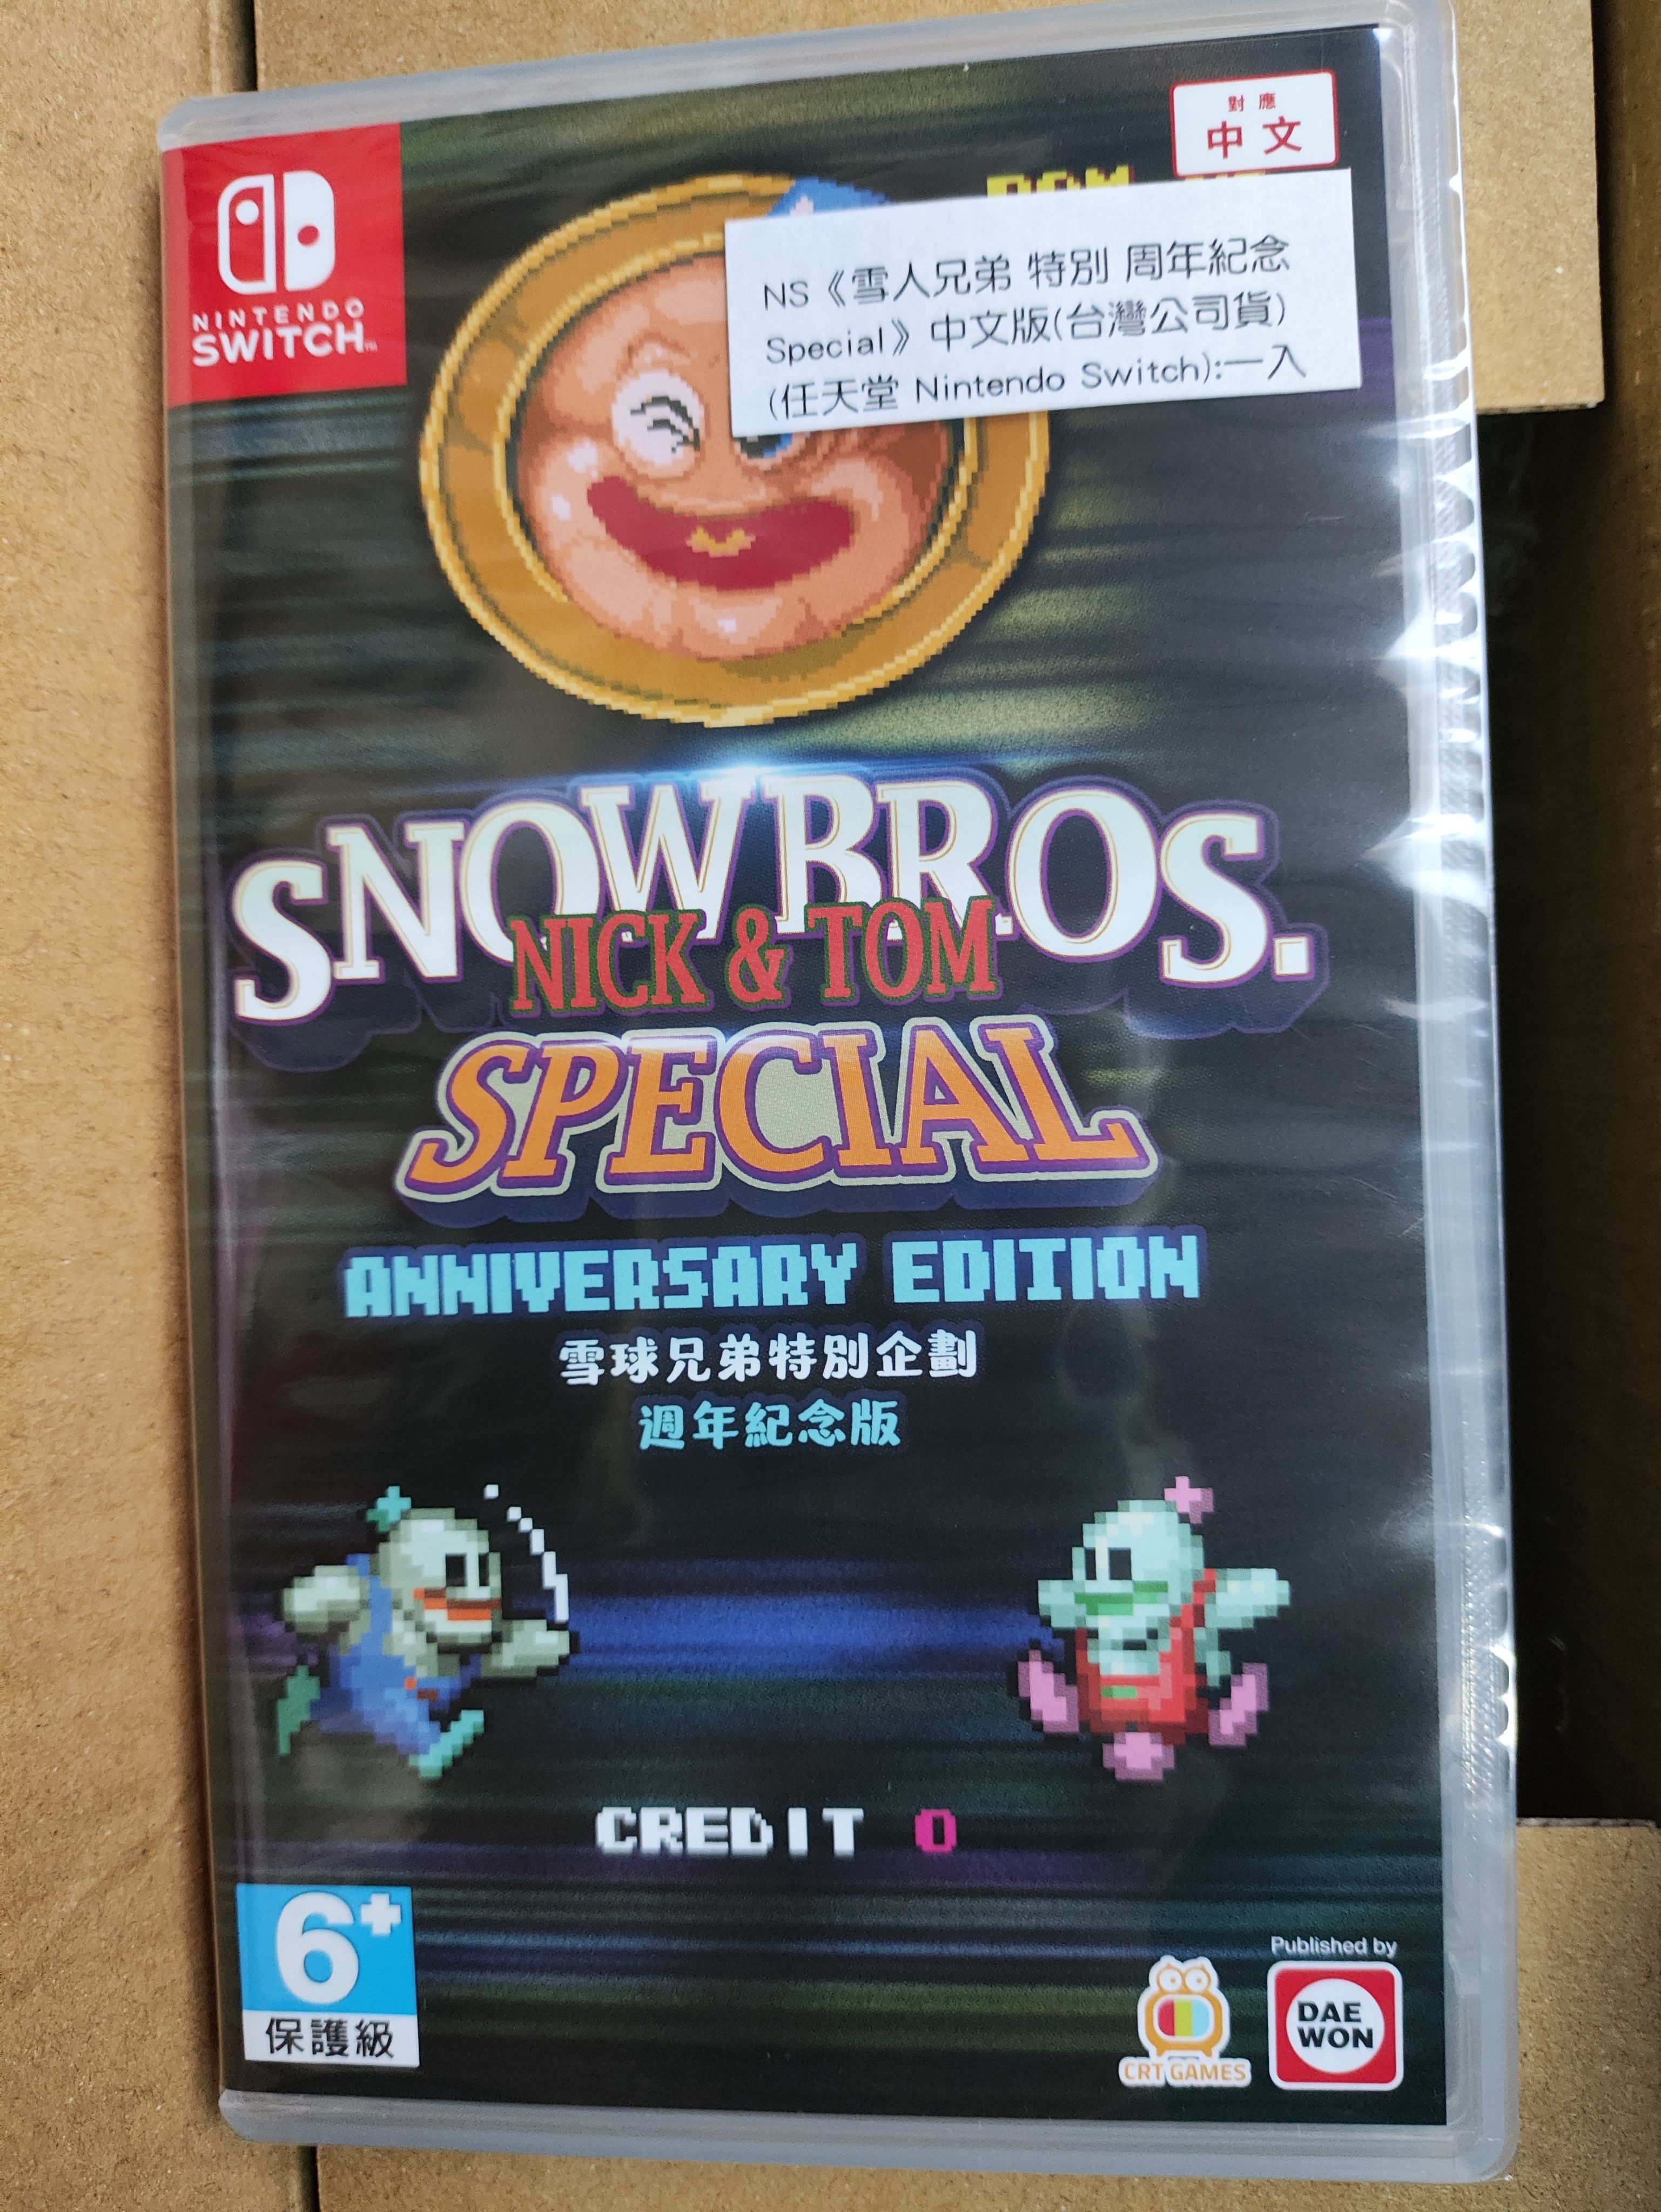 對應
中文
NINTENDO
SWITCH™
NS《雪人兄弟 特別 周年紀念
Special》中文版(台灣公司貨)
(任天堂 Nintendo Switch):一入
SNOW BROS.
NICK & TOM
SPECIAL
ANNIVERSARY EDITION
雪球兄弟特別企劃
週年紀念版
CREDIT 0
6+
保護級
Published by
CRT GAMES
DAE
WON